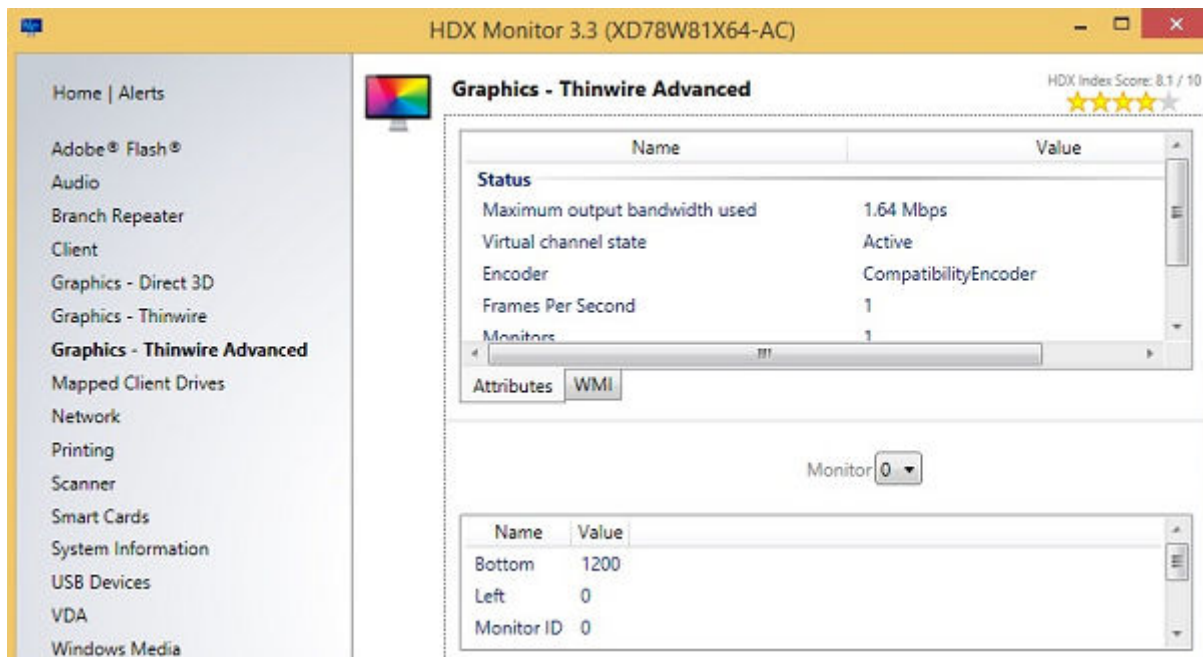 HDX Monitor 3.3 (XD78W81X64-AC)
Home | Alerts
Adobe® Flash®
Audio
Branch Repeater
Client
Graphics - Direct 3D
Graphics - Thinwire
Graphics - Thinwire Advanced
Mapped Client Drives
Network
Printing
Scanner
Smart Cards
System Information
USB Devices
VDA
Windows Media
Graphics - Thinwire Advanced
HDX Index Score: 8.1 / 10
Name Value
Status
Maximum output bandwidth used 1.64 Mbps
Virtual channel state Active
Encoder CompatibilityEncoder
Frames Per Second 1
Monitors 1
Attributes WMI
Monitor 0
Name Value
Bottom 1200
Left 0
Monitor ID 0